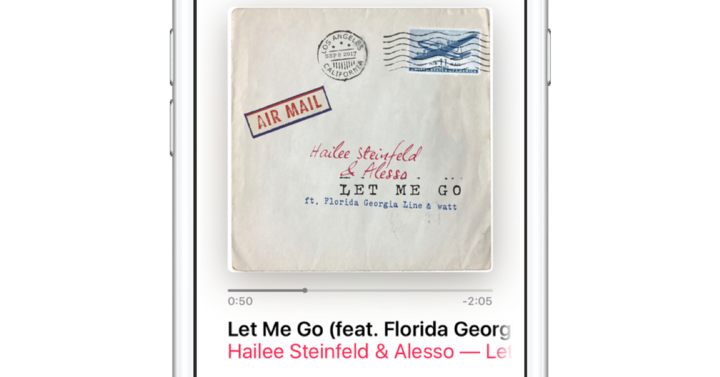 LOS ANGELES
SEP 8 2017
CALIFORNIA
AIR MAIL
Hailee Steinfeld
& Alesso
LET ME GO
ft. Florida Georgia Line & watt
0:50
-2:05
Let Me Go (feat. Florida Georg
Hailee Steinfeld & Alesso — Let